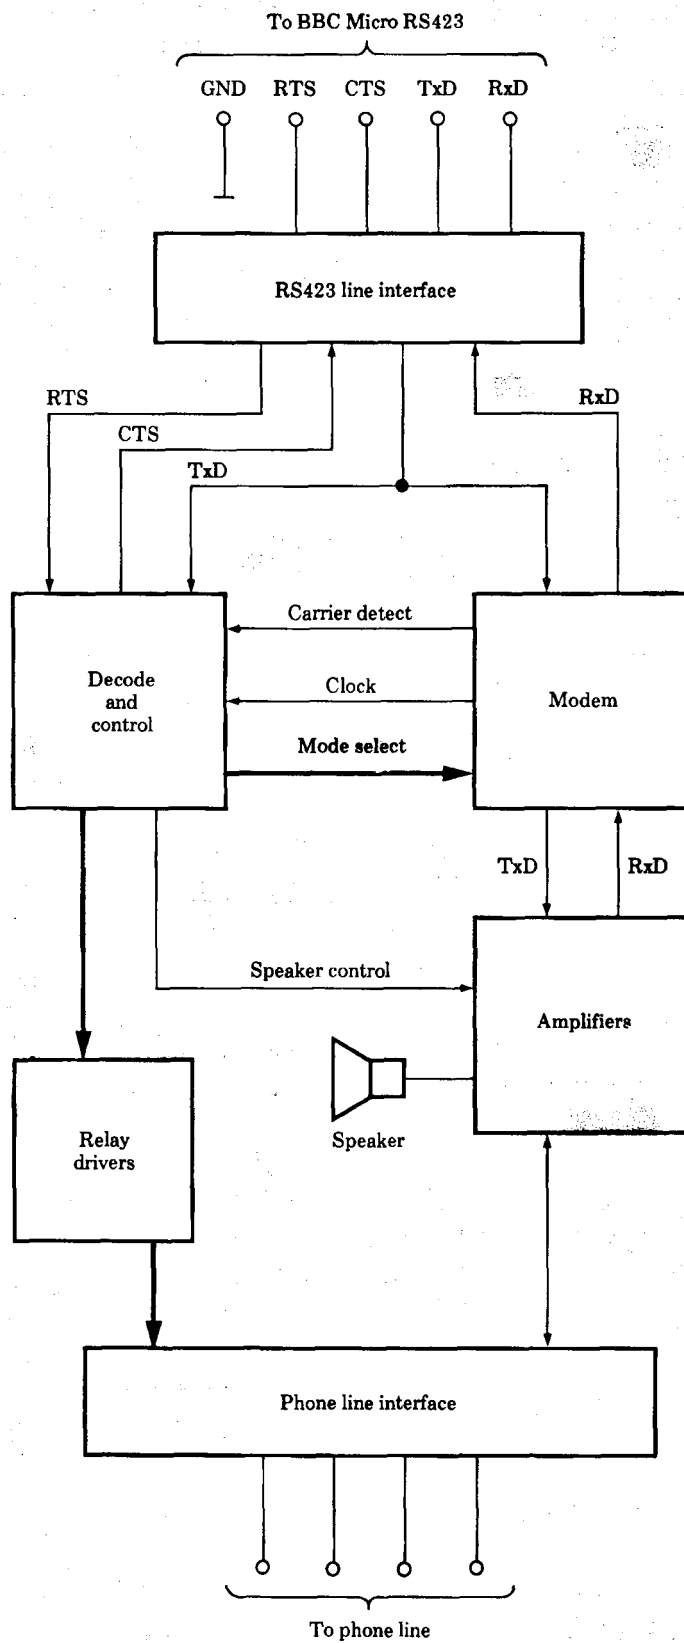 To BBC Micro RS423
GND RTS CTS TxD RxD
RS423 line interface
RTS
RxD
CTS
TxD
Carrier detect
Decode
and
control
Clock
Modem
Mode select
TxD RxD
Speaker control
Amplifiers
Speaker
Relay
drivers
Phone line interface
To phone line